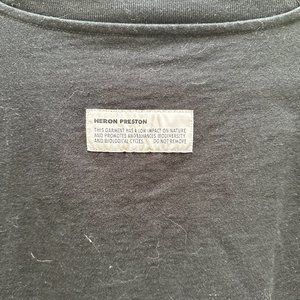 HERON PRESTON
THIS GARMENT HAS A LOW IMPACT ON NATURE
AND PROMOTES AND ENHANCES BIODIVERSITY
AND BIOLOGICAL CYCLES DO NOT REMOVE